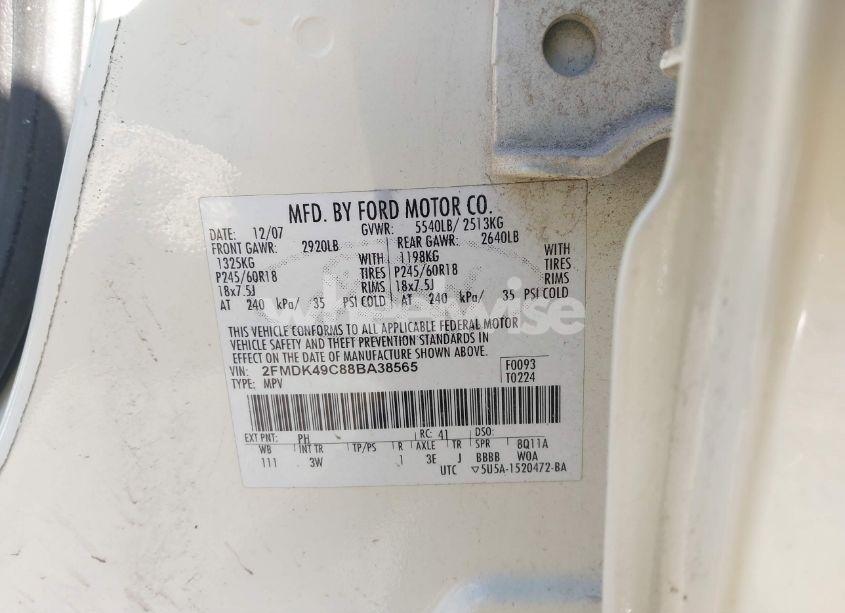 MFD. BY FORD MOTOR CO.
DATE: 12/07 GVWR: 5540LB/ 2513KG
FRONT GAWR: 2920LB REAR GAWR: 2640LB
1325KG WITH 1198KG WITH
P245/60R18 TIRES P245/60R18 TIRES
18x7.5J RIMS 18x7.5J RIMS
AT 240 kPa/ 35 PSI COLD AT 240 kPa/ 35 PSI COLD
wheelwise
THIS VEHICLE CONFORMS TO ALL APPLICABLE FEDERAL MOTOR
VEHICLE SAFETY AND THEFT PREVENTION STANDARDS IN
EFFECT ON THE DATE OF MANUFACTURE SHOWN ABOVE.
VIN: 2FMDK49C88BA38565 F0093
TYPE: MPV T0224
EXT PNT: PH RC: 41 DSO:
WB INT TR TP/PS R AXLE TR SPR 8Q11A
111 3W 1 3E J BBBB W0A
UTC ▽5U5A-1520472-BA